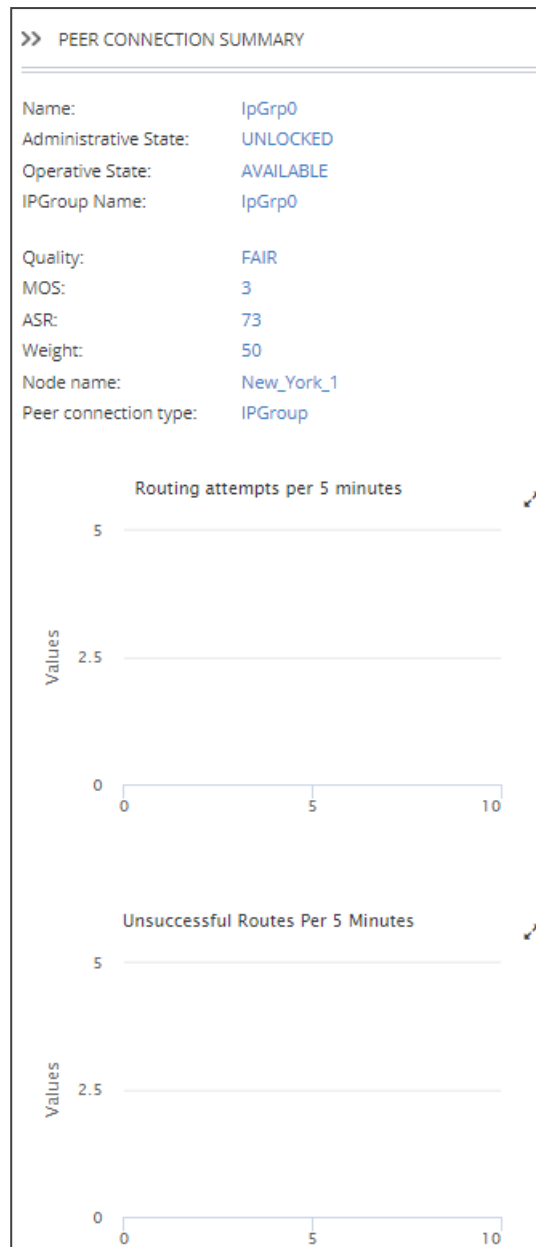 >> PEER CONNECTION SUMMARY
Name: IpGrp0
Administrative State: UNLOCKED
Operative State: AVAILABLE
IPGroup Name: IpGrp0
Quality: FAIR
MOS: 3
ASR: 73
Weight: 50
Node name: New_York_1
Peer connection type: IPGroup
Routing attempts per 5 minutes
5
Values
2.5
0
0 5 10
Unsuccessful Routes Per 5 Minutes
5
Values
2.5
0
0 5 10